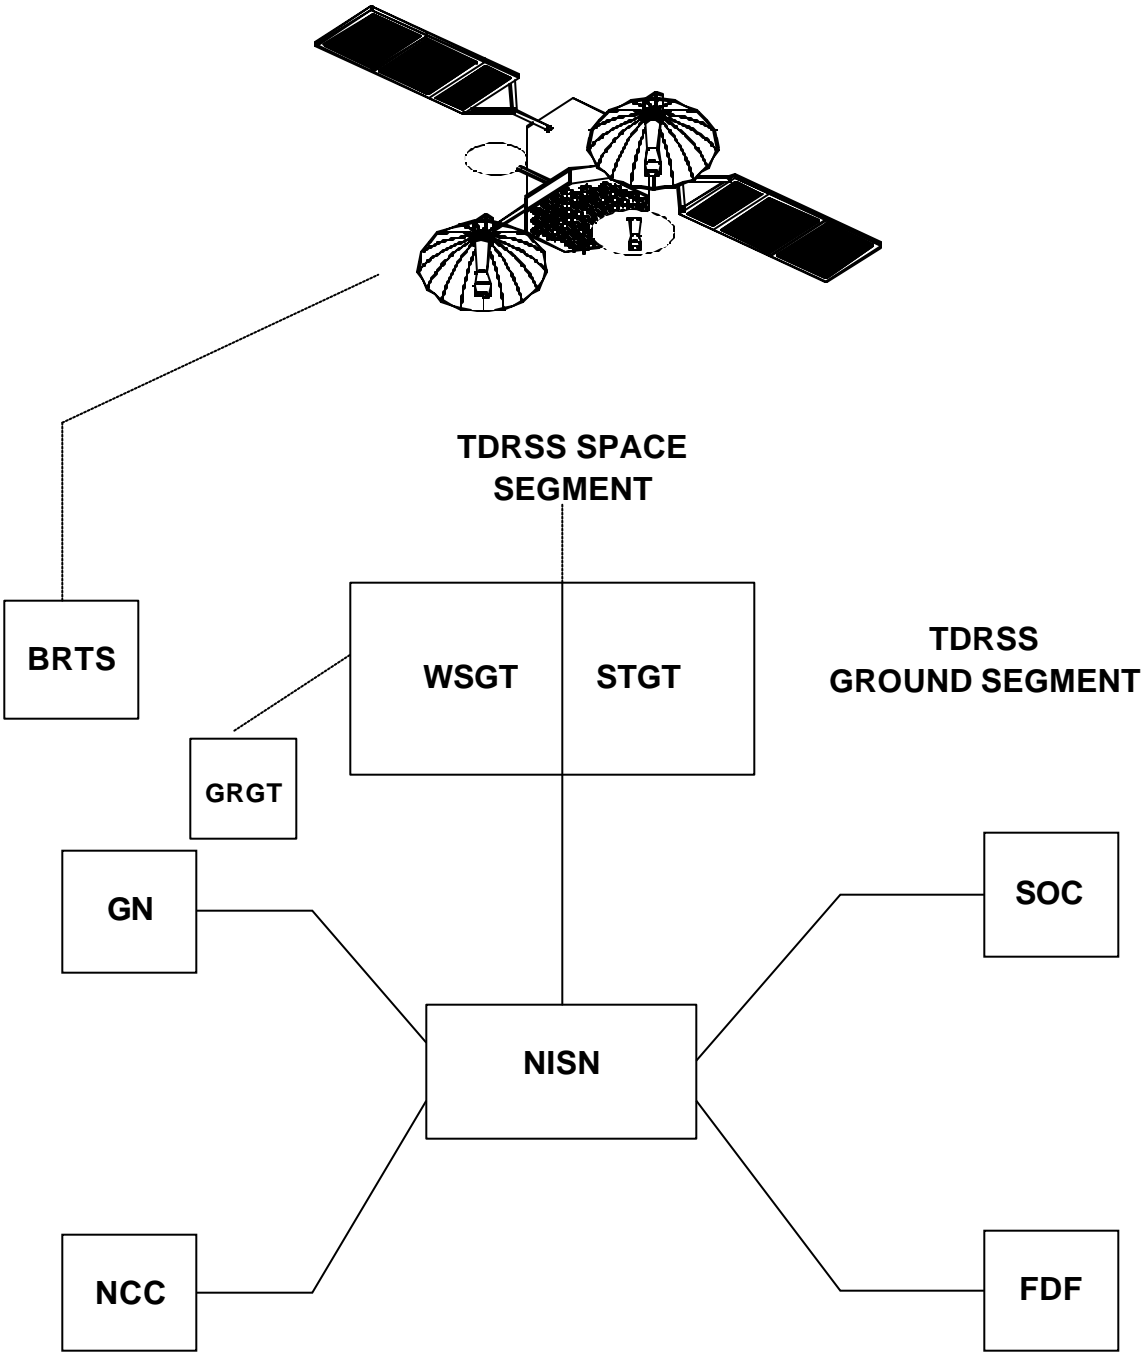 TDRSS SPACE
SEGMENT
BRTS
WSGT
STGT
TDRSS
GROUND SEGMENT
GRGT
GN
SOC
NISN
NCC
FDF